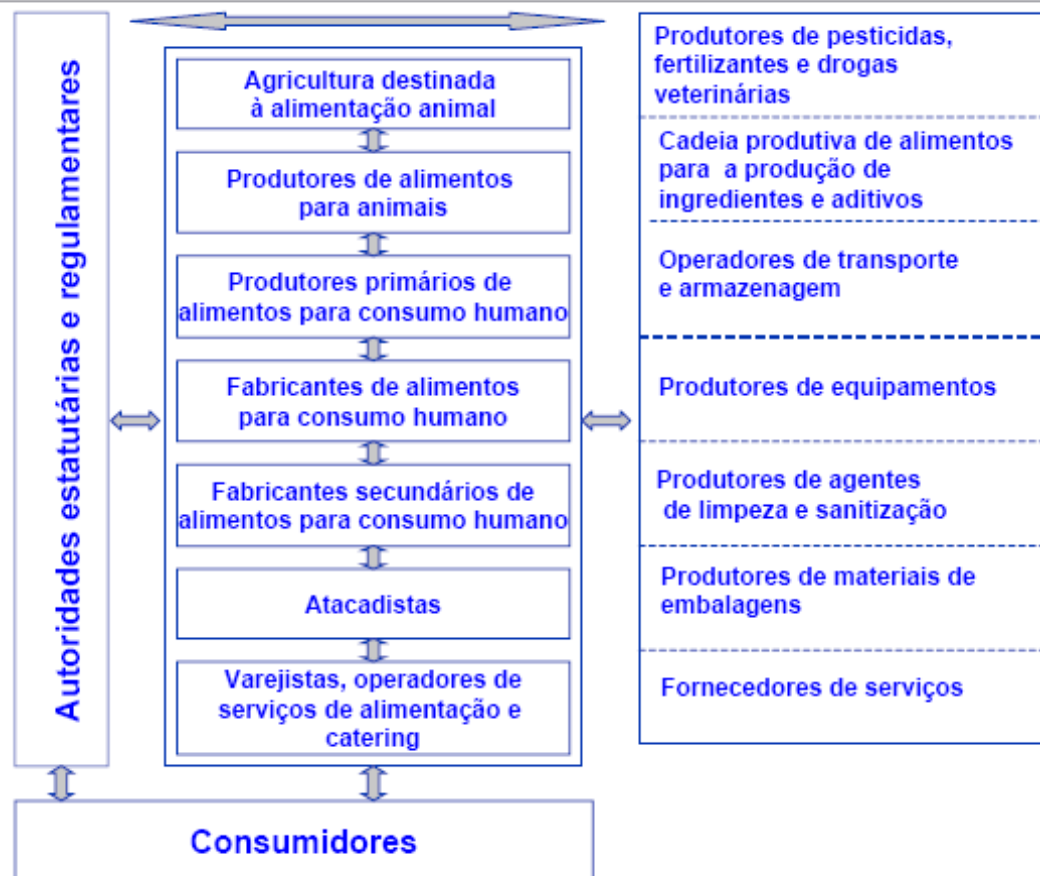 Autoridades estatutárias e regulamentares
Agricultura destinada
à alimentação animal
Produtores de alimentos
para animais
Produtores primários de
alimentos para consumo humano
Fabricantes de alimentos
para consumo humano
Fabricantes secundários de
alimentos para consumo humano
Atacadistas
Varejistas, operadores de
serviços de alimentação e
catering
Produtores de pesticidas,
fertilizantes e drogas
veterinárias
Cadeia produtiva de alimentos
para a produção de
ingredientes e aditivos
Operadores de transporte
e armazenagem
Produtores de equipamentos
Produtores de agentes
de limpeza e sanitização
Produtores de materiais de
embalagens
Fornecedores de serviços
Consumidores